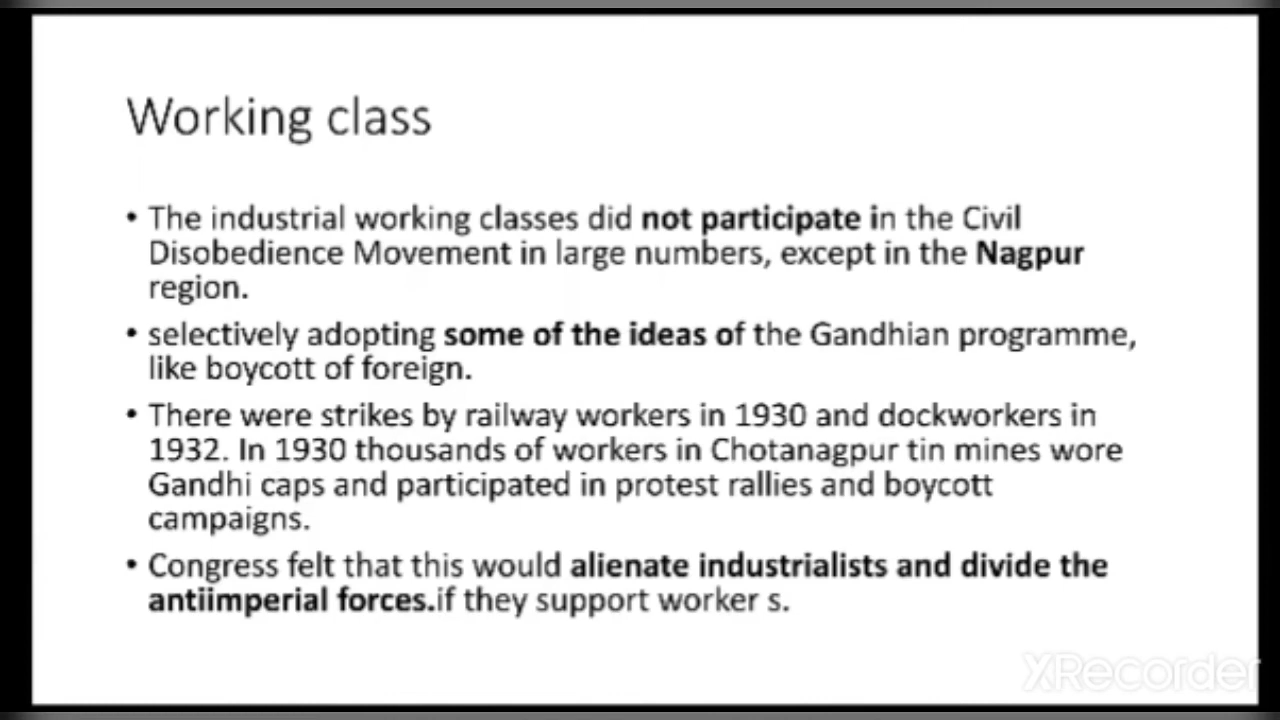 Working class
• The industrial working classes did not participate in the Civil
Disobedience Movement in large numbers, except in the Nagpur
region.
• selectively adopting some of the ideas of the Gandhian programme,
like boycott of foreign.
• There were strikes by railway workers in 1930 and dockworkers in
1932. In 1930 thousands of workers in Chotanagpur tin mines wore
Gandhi caps and participated in protest rallies and boycott
campaigns.
• Congress felt that this would alienate industrialists and divide the
antiimperial forces.if they support worker s.
XRecorder